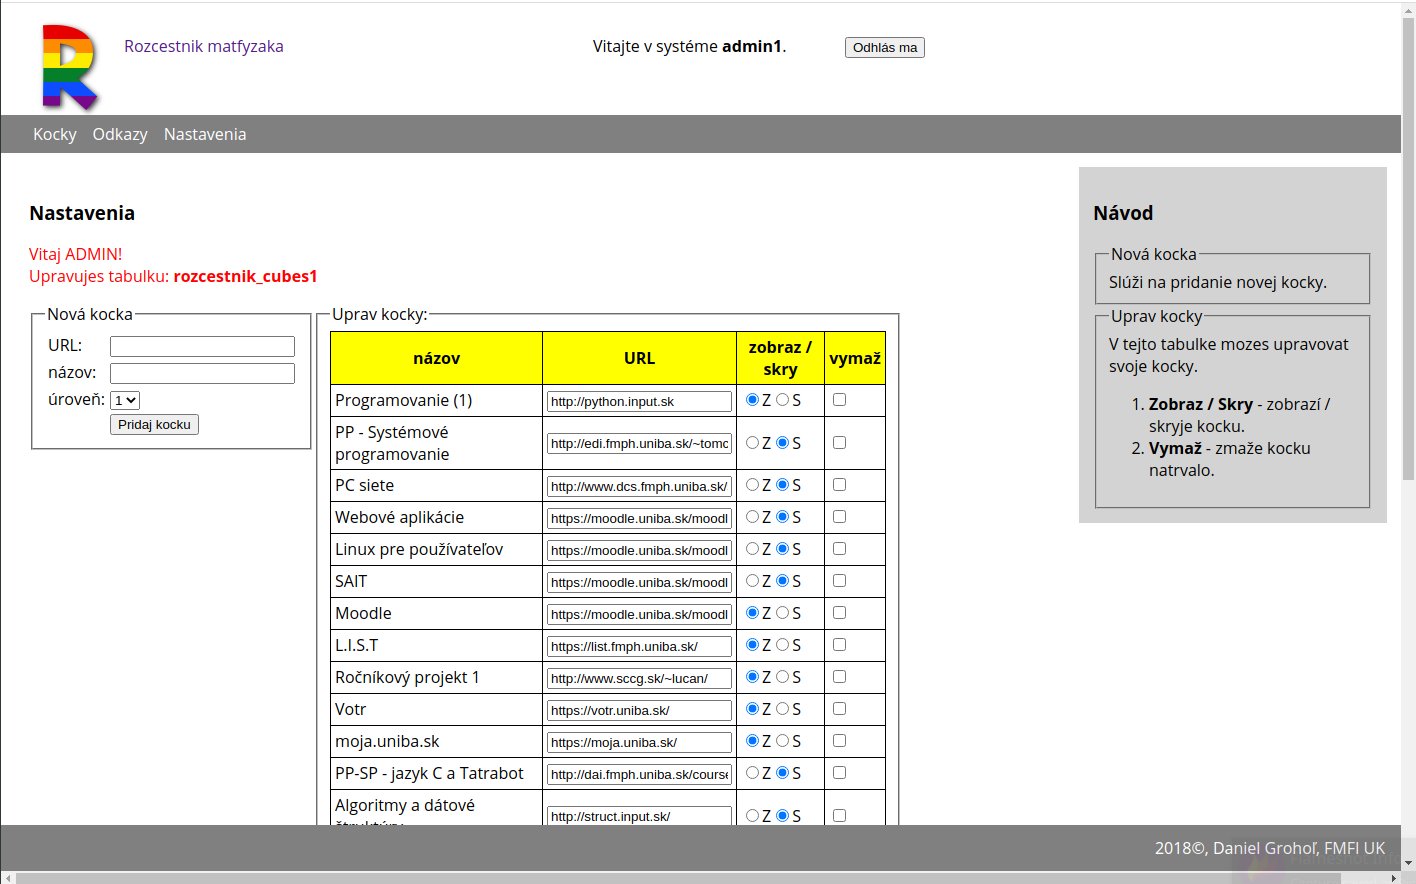 R
Rozcestnik matfyzaka
Vitajte v systéme admin1.
Odhlás ma
Kocky Odkazy Nastavenia
Nastavenia
Vitaj ADMIN!
Upravujes tabulku: rozcestnik_cubes1
Nová kocka
URL:
názov:
úroveň: 1
Pridaj kocku
Uprav kocky:
názov URL zobraz / skry vymaž
Programovanie (1) http://python.input.sk Z S
PP - Systémové
programovanie
http://edi.fmph.uniba.sk/~tomc Z S
PC siete http://www.dcs.fmph.uniba.sk/ Z S
Webové aplikácie https://moodle.uniba.sk/moodl Z S
Linux pre používateľov https://moodle.uniba.sk/moodl Z S
SAIT https://moodle.uniba.sk/moodl Z S
Moodle https://moodle.uniba.sk/moodl Z S
L.I.S.T https://list.fmph.uniba.sk/ Z S
Ročníkový projekt 1 http://www.sccg.sk/~lucan/ Z S
Votr https://votr.uniba.sk/ Z S
moja.uniba.sk https://moja.uniba.sk/ Z S
PP-SP - jazyk C a Tatrabot http://dai.fmph.uniba.sk/course Z S
Algoritmy a dátové
štruktúry
http://struct.input.sk/ Z S
Návod
Nová kocka
Slúži na pridanie novej kocky.
Uprav kocky
V tejto tabulke mozes upravovat
svoje kocky.
1. Zobraz / Skry - zobrazí /
skryje kocku.
2. Vymaž - zmaže kocku
natrvalo.
2018©, Daniel Grohoľ, FMFI UK